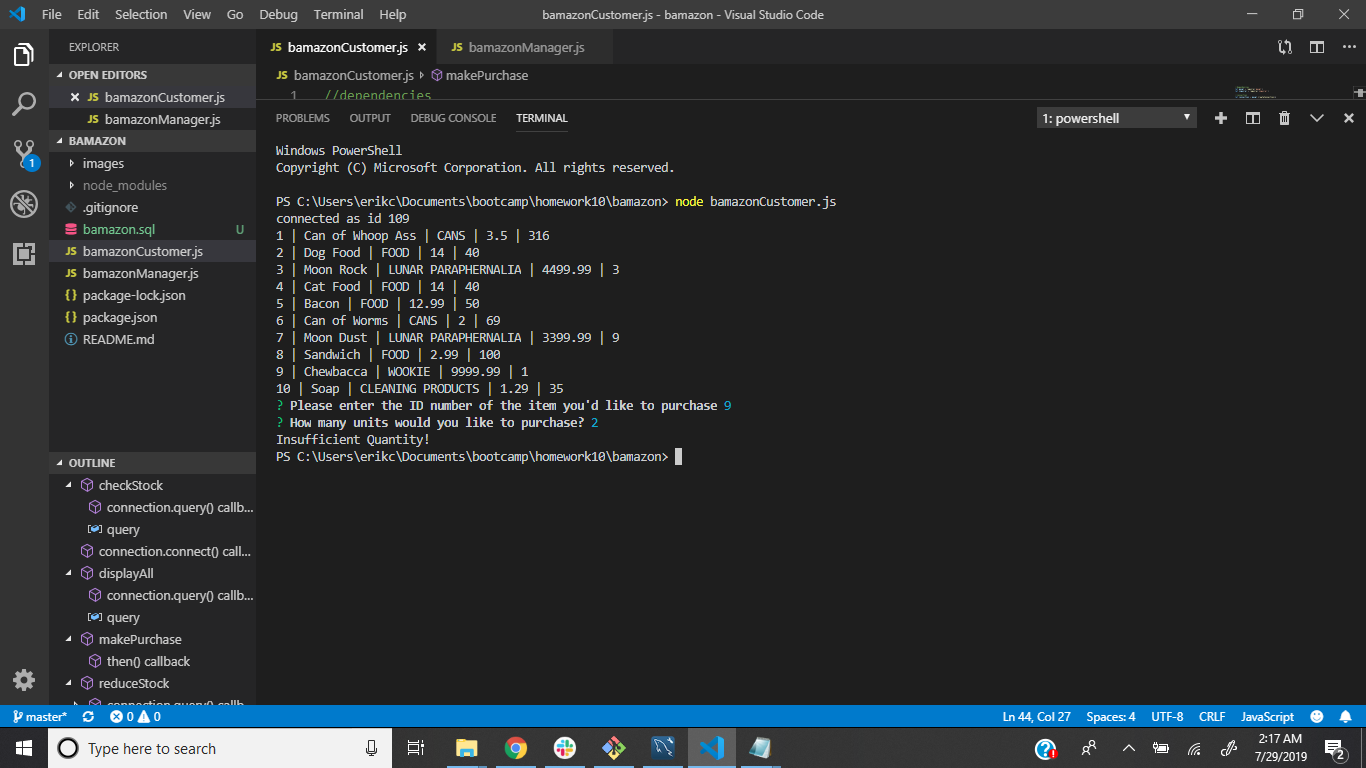 File Edit Selection View Go Debug Terminal Help
bamazonCustomer.js - bamazon - Visual Studio Code
EXPLORER
OPEN EDITORS
JS bamazonCustomer.js
JS bamazonManager.js
BAMAZON
images
node_modules
.gitignore
bamazon.sql U
JS bamazonCustomer.js
JS bamazonManager.js
{} package-lock.json
{} package.json
README.md
OUTLINE
checkStock
connection.query() callb...
query
connection.connect() call...
displayAll
connection.query() callb...
query
makePurchase
then() callback
reduceStock
connection.query() callb...
1
JS bamazonCustomer.js
JS bamazonManager.js
JS bamazonCustomer.js makePurchase
1 //dependencies
PROBLEMS OUTPUT DEBUG CONSOLE TERMINAL
1: powershell
Windows PowerShell
Copyright (C) Microsoft Corporation. All rights reserved.
PS C:\Users\erikc\Documents\bootcamp\homework10\bamazon> node bamazonCustomer.js
connected as id 109
1 | Can of Whoop Ass | CANS | 3.5 | 316
2 | Dog Food | FOOD | 14 | 40
3 | Moon Rock | LUNAR PARAPHERNALIA | 4499.99 | 3
4 | Cat Food | FOOD | 14 | 40
5 | Bacon | FOOD | 12.99 | 50
6 | Can of Worms | CANS | 2 | 69
7 | Moon Dust | LUNAR PARAPHERNALIA | 3399.99 | 9
8 | Sandwich | FOOD | 2.99 | 100
9 | Chewbacca | WOOKIE | 9999.99 | 1
10 | Soap | CLEANING PRODUCTS | 1.29 | 35
? Please enter the ID number of the item you'd like to purchase 9
? How many units would you like to purchase? 2
Insufficient Quantity!
PS C:\Users\erikc\Documents\bootcamp\homework10\bamazon>
master* 0 0
Ln 44, Col 27 Spaces: 4 UTF-8 CRLF JavaScript
Type here to search
2:17 AM
7/29/2019
2